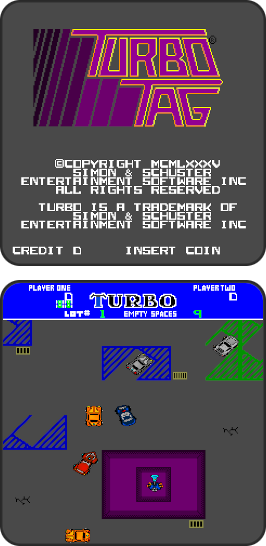 TURBO
TAG
©
©COPYRIGHT MCMLXXXV
SIMON & SCHUSTER
ENTERTAINMENT SOFTWARE INC
ALL RIGHTS RESERVED
TURBO IS A TRADEMARK OF
SIMON & SCHUSTER
ENTERTAINMENT SOFTWARE INC
CREDIT 0 INSERT COIN
PLAYER ONE PLAYER TWO
0 TURBO 0
LOT# 1 EMPTY SPACES 9